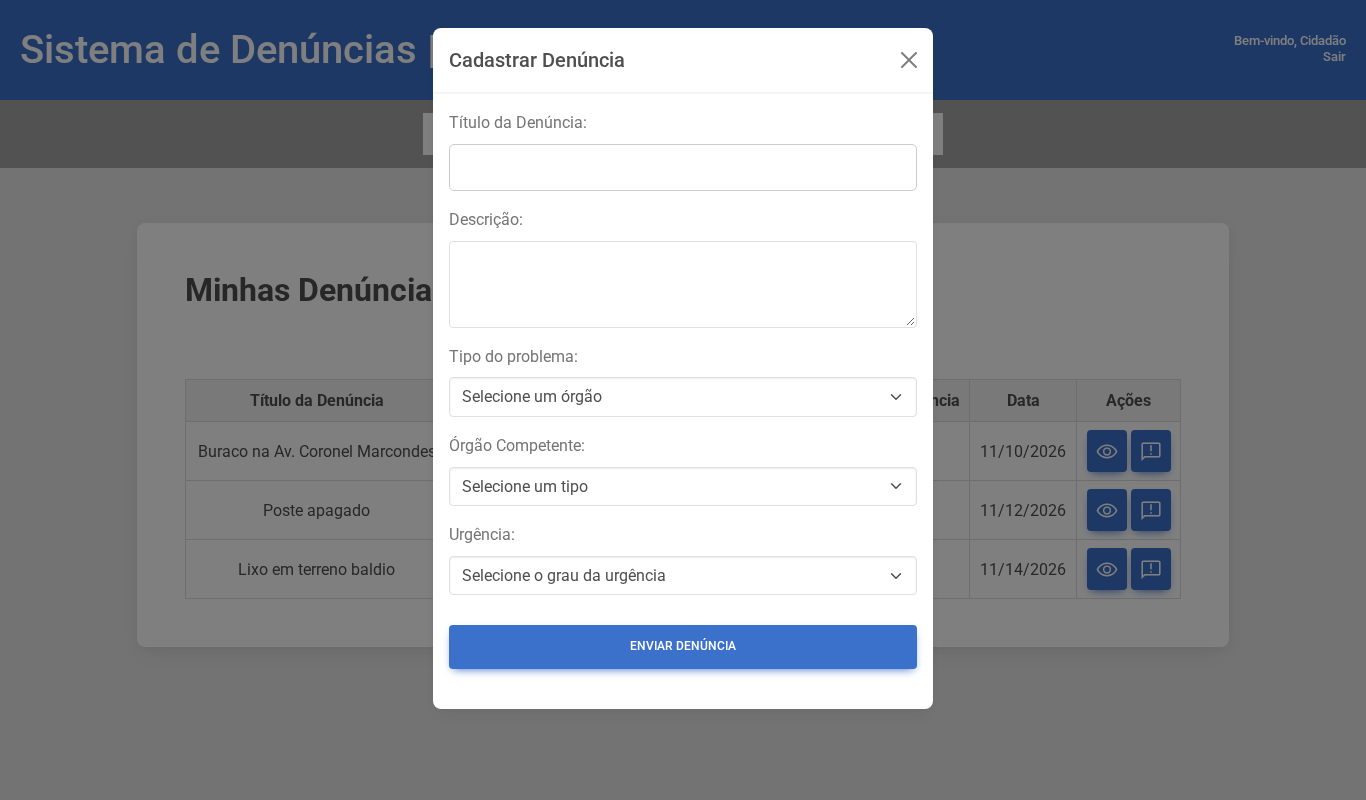 Sistema de Denúncias
Bem-vindo, Cidadão
Sair
Cadastrar Denúncia
Título da Denúncia:
Descrição:
Tipo do problema:
Selecione um órgão
Órgão Competente:
Selecione um tipo
Urgência:
Selecione o grau da urgência
ENVIAR DENÚNCIA
Minhas Denúncia
Título da Denúncia ncia Data Ações
Buraco na Av. Coronel Marcondes 11/10/2026
Poste apagado 11/12/2026
Lixo em terreno baldio 11/14/2026